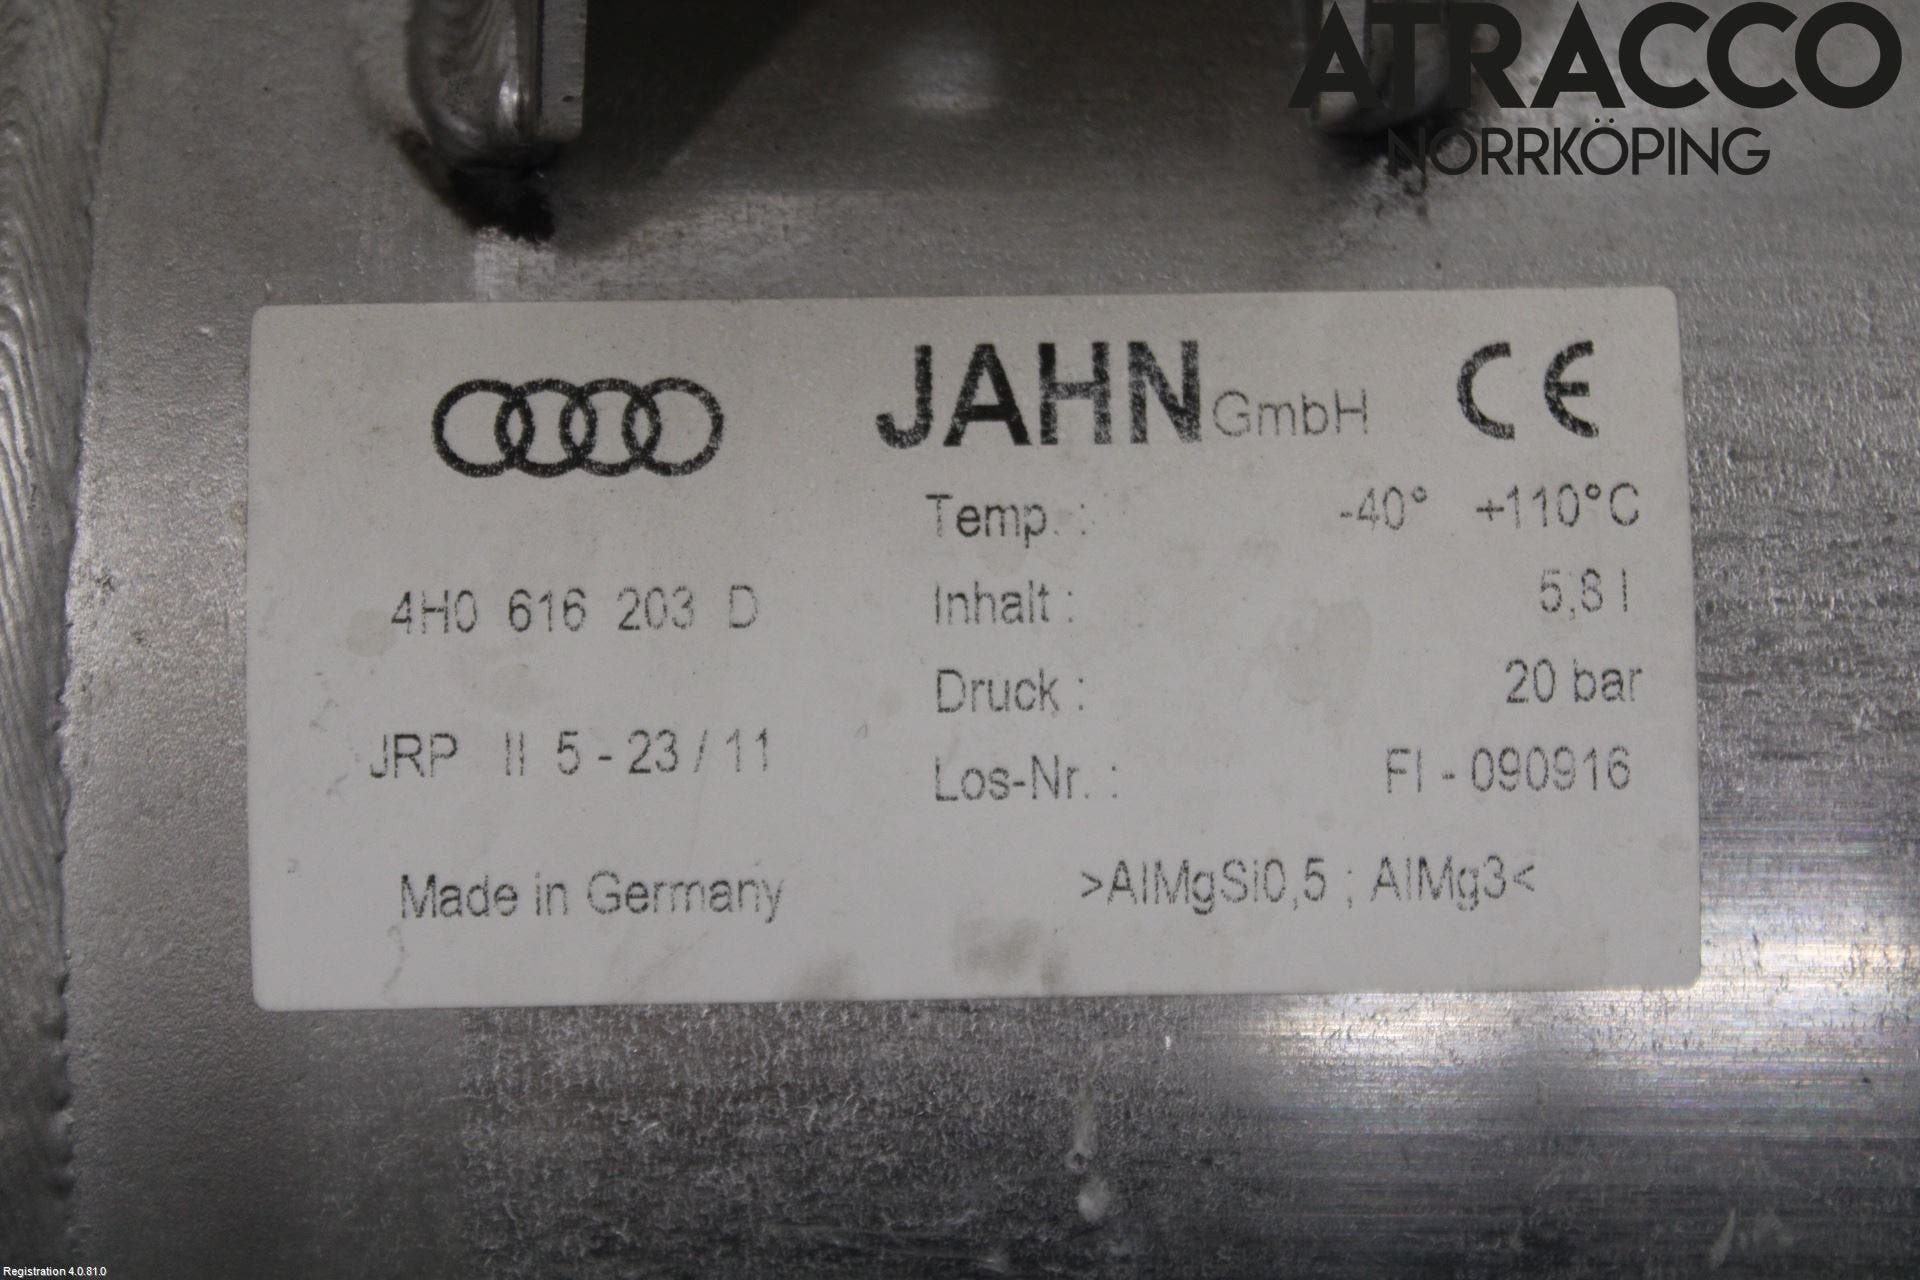 ATRACCO
NORRKÖPING
JAHN GmbH CE
Temp. : -40° +110°C
4H0 616 203 D
Inhalt : 5,8 l
Druck : 20 bar
JRP II 5 - 23 / 11
Los-Nr. : FI - 090916
Made in Germany
>AlMgSi0,5 ; AlMg3<
Registration 4.0.81.0